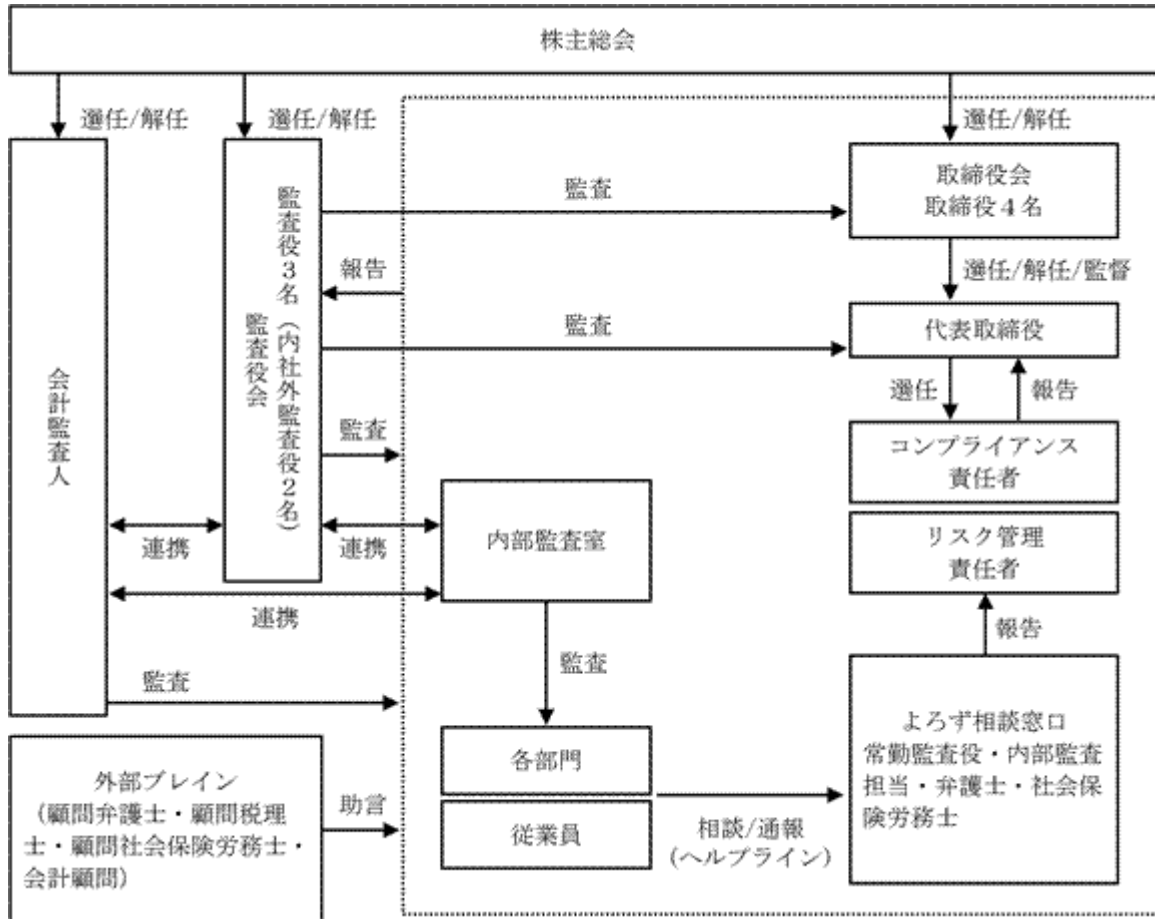 株主総会
選任/解任
選任/解任
選任/解任
会計監査人
監査役3名（内社外監査役2名）
監査役会
監査
報告
監査
監査
取締役会
取締役4名
選任/解任/監督
代表取締役
選任
報告
コンプライアンス
責任者
リスク管理
責任者
連携
連携
内部監査室
連携
報告
監査
監査
各部門
従業員
よろず相談窓口
常勤監査役・内部監査
担当・弁護士・社会保
険労務士
外部ブレイン
（顧問弁護士・顧問税理
士・顧問社会保険労務士・
会計顧問）
助言
相談/通報
（ヘルプライン）